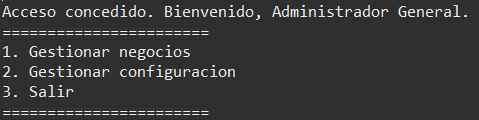 Acceso concedido. Bienvenido, Administrador General.
=======================
1. Gestionar negocios
2. Gestionar configuracion
3. Salir
=======================